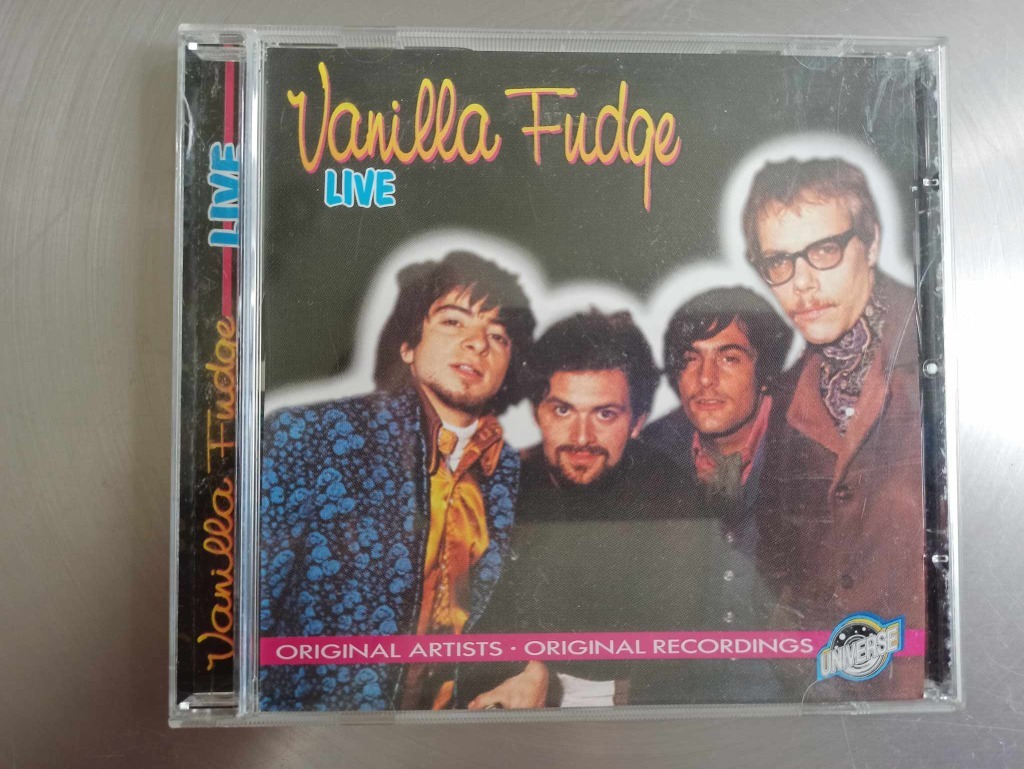 Vanilla Fudge
LIVE
ORIGINAL ARTISTS · ORIGINAL RECORDINGS
UNIVERSE
Vanilla Fudge LIVE